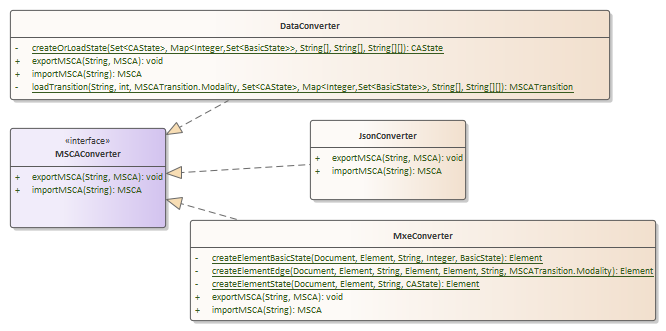 DataConverter
- createOrLoadState(Set<CAState>, Map<Integer,Set<BasicState>>, String[], String[], String[][]): CAState
+ exportMSCA(String, MSCA): void
+ importMSCA(String): MSCA
- loadTransition(String, int, MSCATransition.Modality, Set<CAState>, Map<Integer,Set<BasicState>>, String[], String[][]): MSCATransition
«interface»
MSCAConverter
+ exportMSCA(String, MSCA): void
+ importMSCA(String): MSCA
JsonConverter
+ exportMSCA(String, MSCA): void
+ importMSCA(String): MSCA
MxeConverter
- createElementBasicState(Document, Element, String, Integer, BasicState): Element
- createElementEdge(Document, Element, String, Element, Element, String, MSCATransition.Modality): Element
- createElementState(Document, Element, String, CAState): Element
+ exportMSCA(String, MSCA): void
+ importMSCA(String): MSCA